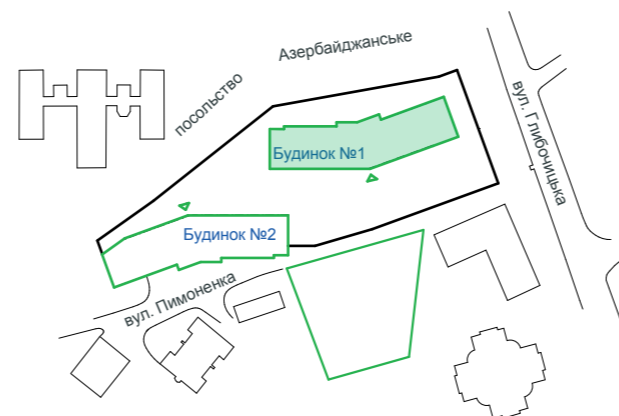 Азербайджанське
посольство
вул. Глибочицька
Будинок №1
Будинок №2
вул. Пимоненка